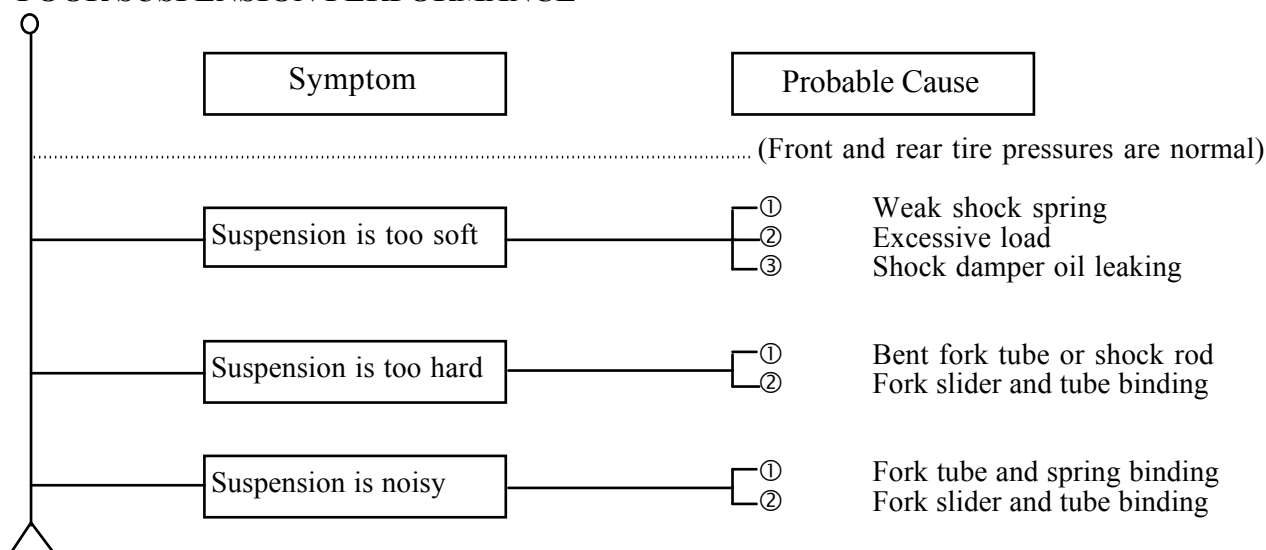 Symptom Probable Cause
(Front and rear tire pressures are normal)
Suspension is too soft
① Weak shock spring
② Excessive load
③ Shock damper oil leaking
Suspension is too hard
① Bent fork tube or shock rod
② Fork slider and tube binding
Suspension is noisy
① Fork tube and spring binding
② Fork slider and tube binding